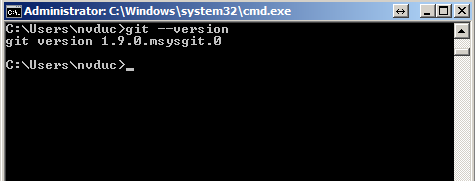 Administrator: C:\Windows\system32\cmd.exe
C:\Users\nvduc>git --version
git version 1.9.0.msysgit.0
C:\Users\nvduc>_